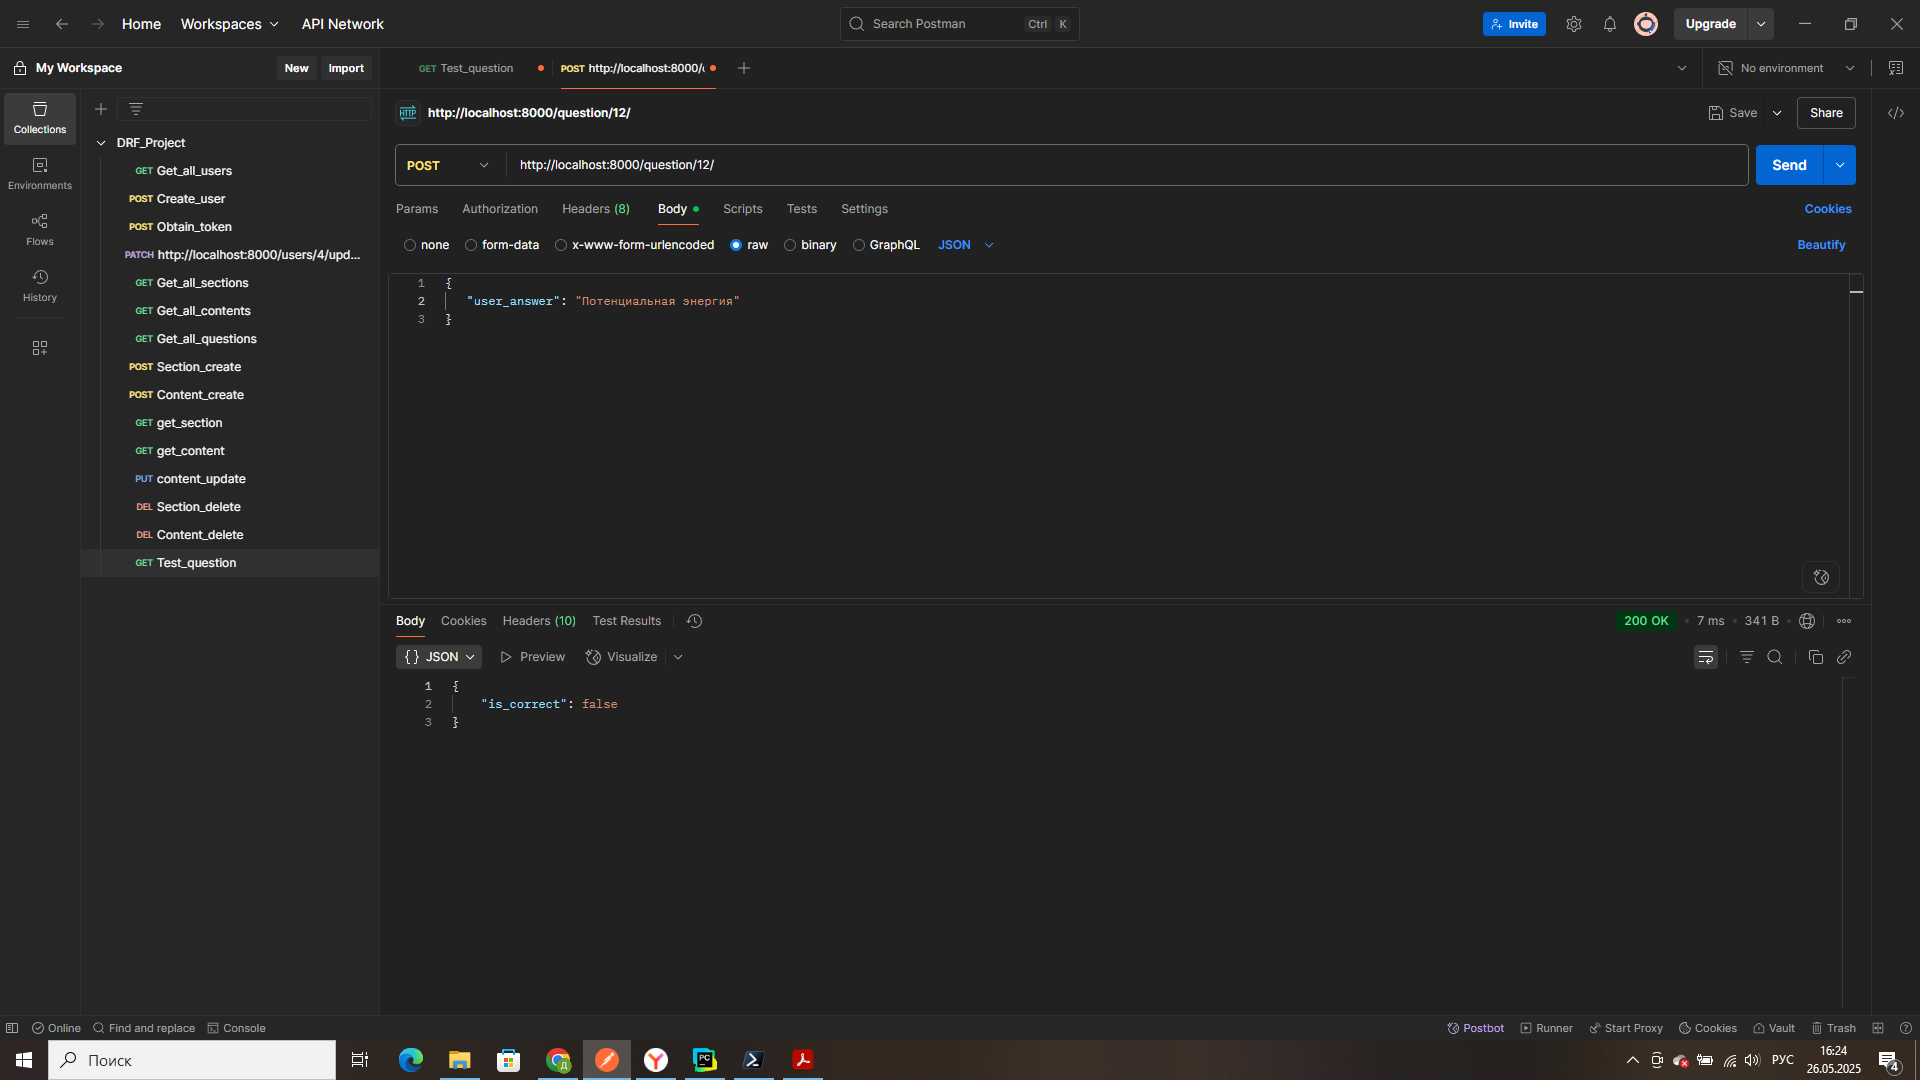 Home Workspaces API Network
Search Postman Ctrl K
Invite Upgrade
My Workspace New Import
GET Test_question
POST http://localhost:8000/
No environment
Collections
Environments
Flows
History
DRF_Project
GET Get_all_users
POST Create_user
POST Obtain_token
PATCH http://localhost:8000/users/4/upd...
GET Get_all_sections
GET Get_all_contents
GET Get_all_questions
POST Section_create
POST Content_create
GET get_section
GET get_content
PUT content_update
DEL Section_delete
DEL Content_delete
GET Test_question
HTTP http://localhost:8000/question/12/
Save Share
POST http://localhost:8000/question/12/
Send
Params Authorization Headers (8) Body Scripts Tests Settings Cookies
none form-data x-www-form-urlencoded raw binary GraphQL JSON Beautify
1 {
2 "user_answer": "Потенциальная энергия"
3 }
Body Cookies Headers (10) Test Results 200 OK 7 ms 341 B
{} JSON Preview Visualize
1 {
2 "is_correct": false
3 }
Online Find and replace Console Postbot Runner Start Proxy Cookies Vault Trash
Поиск
РУС
16:24
26.05.2025
4